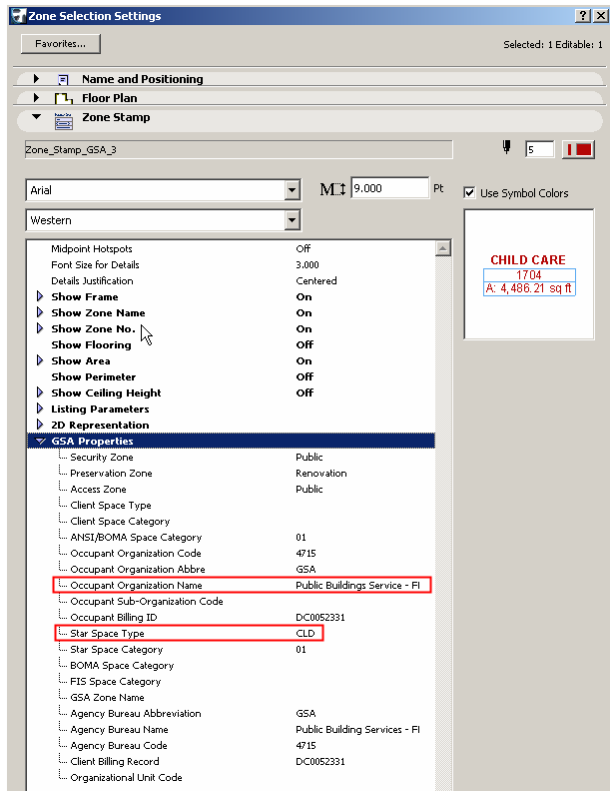 Zone Selection Settings
Favorites...
Selected: 1 Editable: 1
Name and Positioning
Floor Plan
Zone Stamp
Zone_Stamp_GSA_3
5
Arial
9.000
Pt
Use Symbol Colors
Western
CHILD CARE
1704
A: 4,486.21 sq ft
Midpoint Hotspots Off
Font Size for Details 3.000
Details Justification Centered
Show Frame On
Show Zone Name On
Show Zone No. On
Show Flooring Off
Show Area On
Show Perimeter Off
Show Ceiling Height Off
Listing Parameters
2D Representation
GSA Properties
Security Zone Public
Preservation Zone Renovation
Access Zone Public
Client Space Type
Client Space Category
ANSI/BOMA Space Category 01
Occupant Organization Code 4715
Occupant Organization Abbre GSA
Occupant Organization Name Public Buildings Service - FI
Occupant Sub-Organization Code
Occupant Billing ID DC0052331
Star Space Type CLD
Star Space Category 01
BOMA Space Category
FIS Space Category
GSA Zone Name
Agency Bureau Abbreviation GSA
Agency Bureau Name Public Building Services - FI
Agency Bureau Code 4715
Client Billing Record DC0052331
Organizational Unit Code